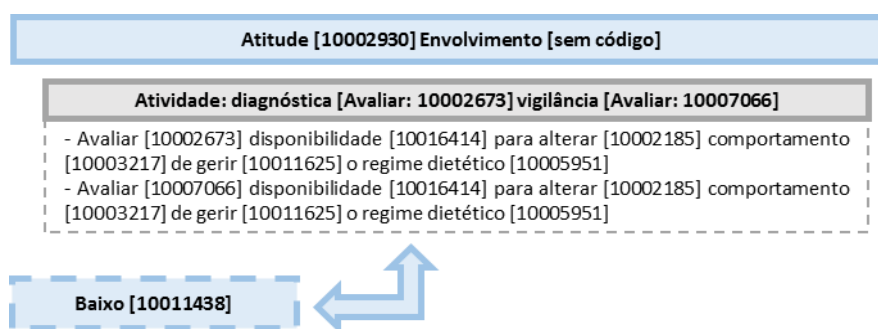 Atitude [10002930] Envolvimento [sem código]
Atividade: diagnóstica [Avaliar: 10002673] vigilância [Avaliar: 10007066]
- Avaliar [10002673] disponibilidade [10016414] para alterar [10002185] comportamento
[10003217] de gerir [10011625] o regime dietético [10005951]
- Avaliar [10007066] disponibilidade [10016414] para alterar [10002185] comportamento
[10003217] de gerir [10011625] o regime dietético [10005951]
Baixo [10011438]